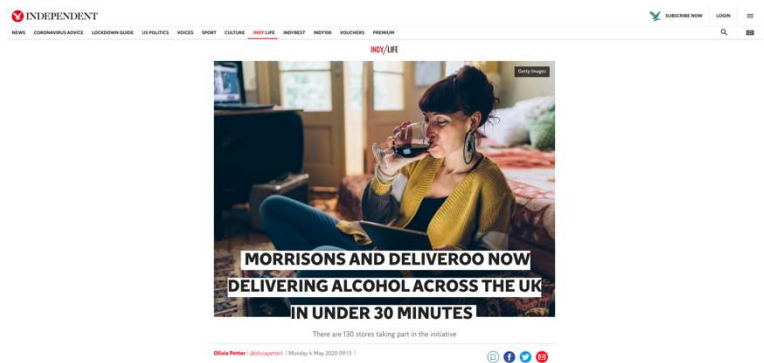 INDEPENDENT
SUBSCRIBE NOW LOGIN
NEWS CORONAVIRUS ADVICE LOCKDOWN GUIDE US POLITICS VOICES SPORT CULTURE INDY/LIFE INDYBEST INDY100 VOUCHERS PREMIUM
INDY/LIFE
Getty Images
MORRISONS AND DELIVEROO NOW
DELIVERING ALCOHOL ACROSS THE UK
IN UNDER 30 MINUTES
There are 130 stores taking part in the initiative
Olivia Petter | @oliviapetter1 | Monday 4 May 2020 09:13 |